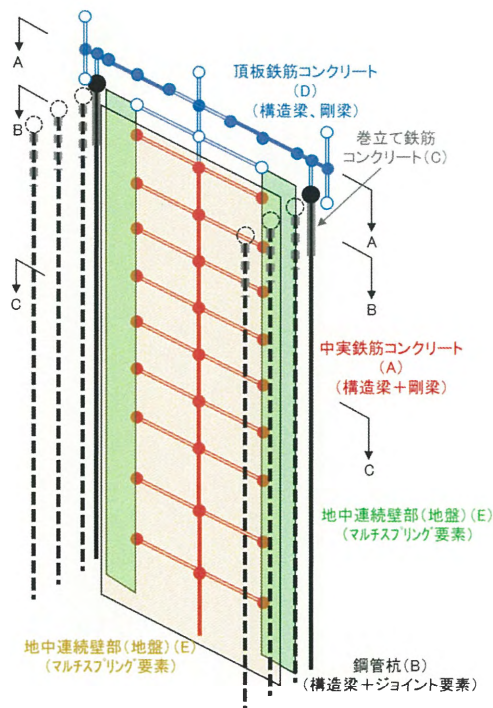 A
B
C
頂板鉄筋コンクリート
(D)
(構造梁、剛梁)
巻立て鉄筋
コンクリート(C)
A
B
中実鉄筋コンクリート
(A)
(構造梁+剛梁)
C
地中連続壁部(地盤)(E)
(マルチスプリング要素)
地中連続壁部(地盤)(E)
(マルチスプリング要素)
鋼管杭(B)
(構造梁+ジョイント要素)